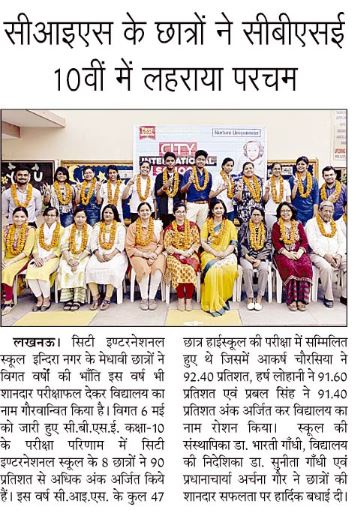 सीआइएस के छात्रों ने सीबीएसई
10वीं में लहराया परचम
Nurture Uniqueness
CITY
INTERNATIONAL
लखनऊ। सिटी इण्टरनेशनल
स्कूल इन्दिरा नगर के मेधावी छात्रों ने
विगत वर्षों की भाँति इस वर्ष भी
शानदार परीक्षाफल देकर विद्यालय का
नाम गौरवान्वित किया है। विगत 6 मई
को जारी हुए सी.बी.एस.ई. कक्षा-10
के परीक्षा परिणाम में सिटी
इण्टरनेशनल स्कूल के 8 छात्रों ने 90
प्रतिशत से अधिक अंक अर्जित किये
हैं। इस वर्ष सी.आइ.एस. के कुल 47
छात्र हाईस्कूल की परीक्षा में सम्मिलित
हुए थे जिसमें आकर्ष चौरसिया ने
92.40 प्रतिशत, हर्ष लोहानी ने 91.60
प्रतिशत एवं प्रबल सिंह ने 91.40
प्रतिशत अंक अर्जित कर विद्यालय का
नाम रोशन किया। स्कूल की
संस्थापिका डा. भारती गाँधी, विद्यालय
की निदेशिका डा. सुनीता गाँधी एवं
प्रधानाचार्या अर्चना गौर ने छात्रों की
शानदार सफलता पर हार्दिक बधाई दी।